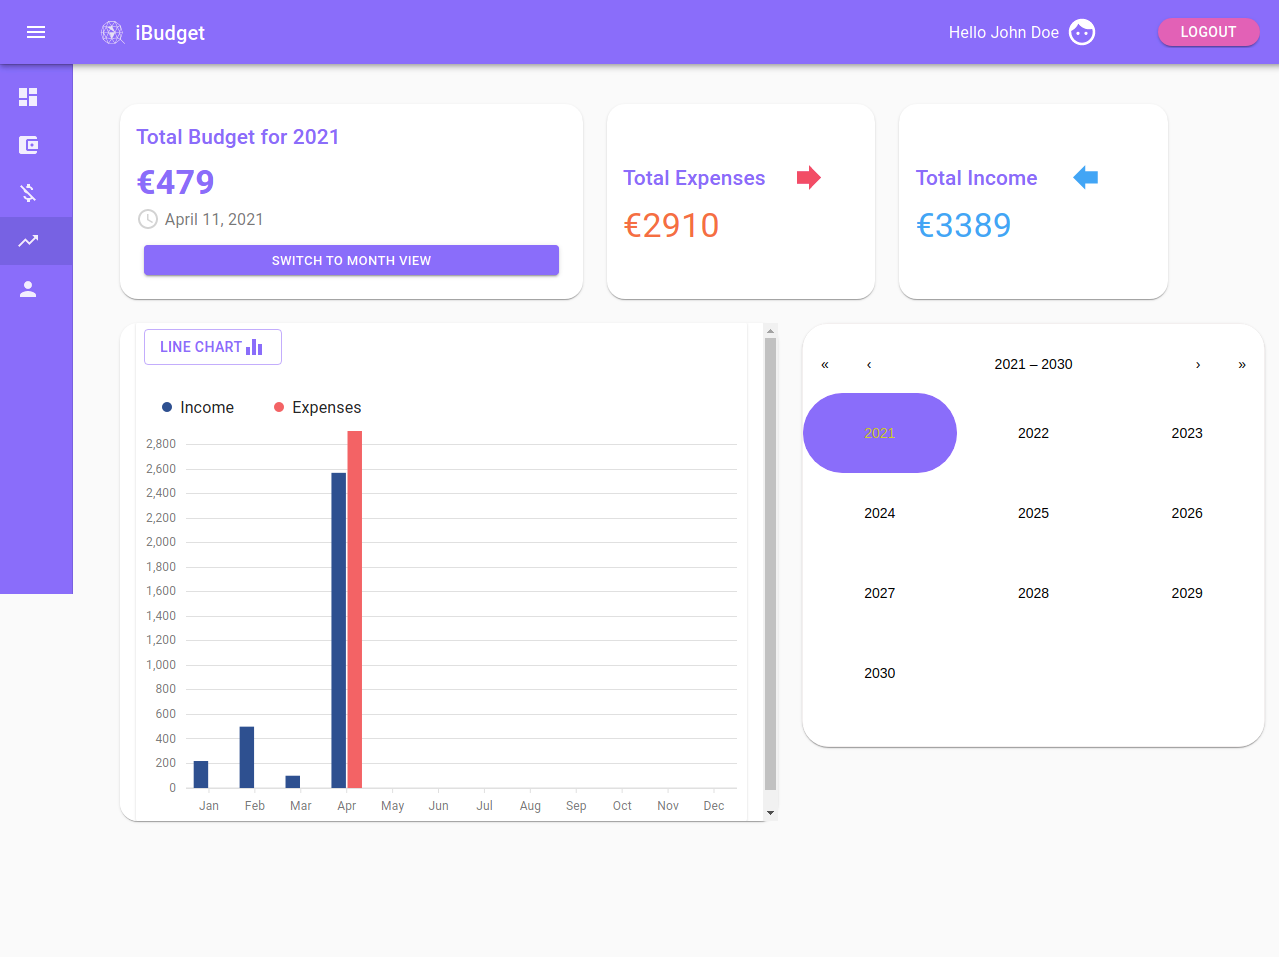 iBudget
Hello John Doe
LOGOUT
Total Budget for 2021
€479
April 11, 2021
SWITCH TO MONTH VIEW
Total Expenses
€2910
Total Income
€3389
LINE CHART
Income Expenses
2,800
2,600
2,400
2,200
2,000
1,800
1,600
1,400
1,200
1,000
800
600
400
200
0
Jan Feb Mar Apr May Jun Jul Aug Sep Oct Nov Dec
« ‹ 2021 – 2030 › »
2021 2022 2023
2024 2025 2026
2027 2028 2029
2030